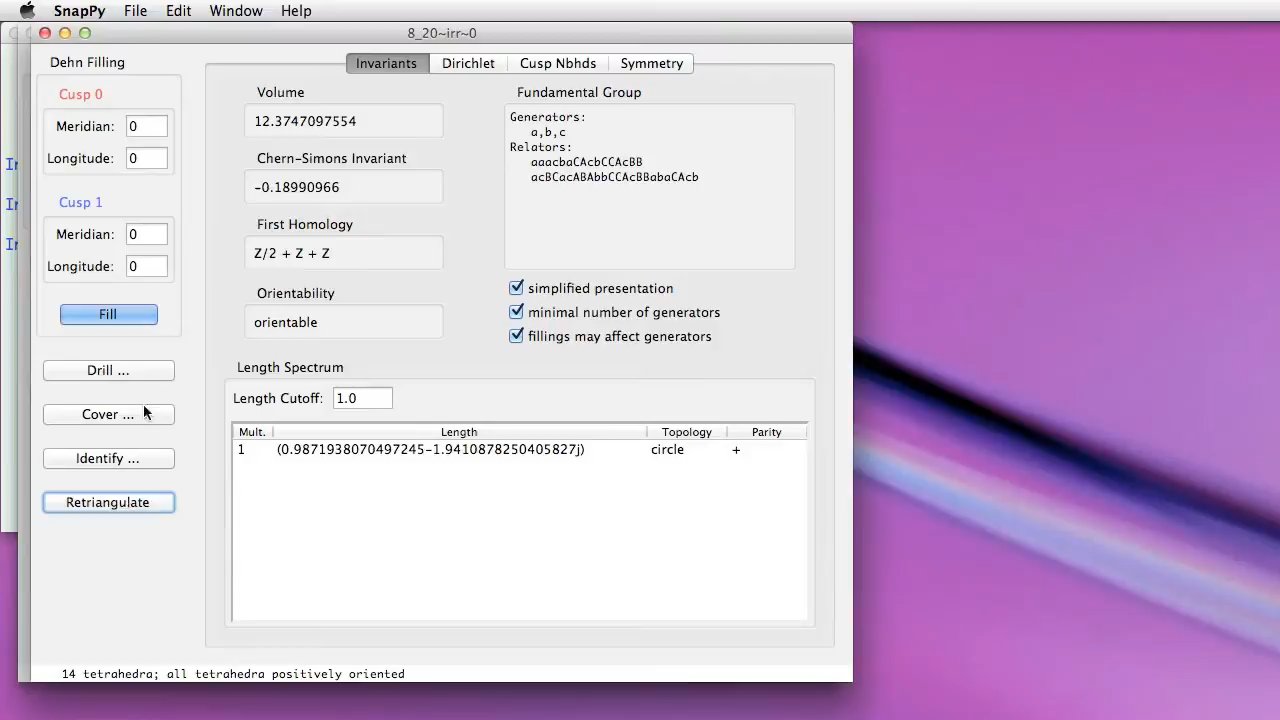 SnapPy File Edit Window Help
8_20~irr~0
Dehn Filling
Cusp 0
Meridian: 0
Longitude: 0
Cusp 1
Meridian: 0
Longitude: 0
Fill
Drill ...
Cover ...
Identify ...
Retriangulate
Invariants Dirichlet Cusp Nbhds Symmetry
Volume
12.3747097554
Chern-Simons Invariant
-0.18990966
First Homology
Z/2 + Z + Z
Orientability
orientable
Fundamental Group
Generators:
a,b,c
Relators:
aaacbaCAcbCCAcBB
acBCacABAbbCCAcBBabaCAcb
simplified presentation
minimal number of generators
fillings may affect generators
Length Spectrum
Length Cutoff: 1.0
Mult. Length Topology Parity
1 (0.9871938070497245-1.9410878250405827j) circle +
14 tetrahedra; all tetrahedra positively oriented